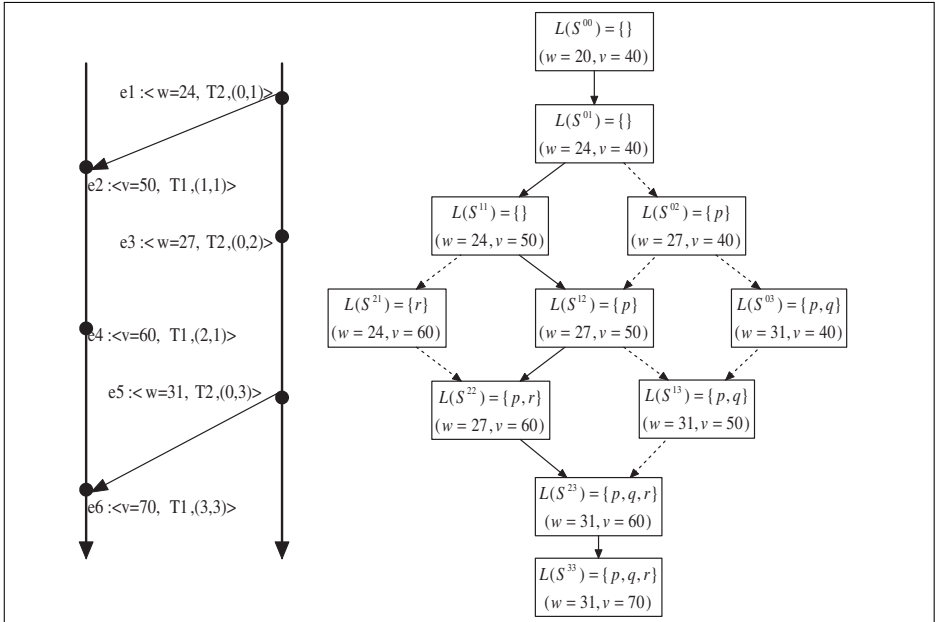 e1 :< w=24, T2,(0,1)>
e2 :<v=50, T1,(1,1)>
e3 :< w=27, T2,(0,2)>
e4 :<v=60, T1,(2,1)>
e5 :< w=31, T2,(0,3)>
e6 :<v=70, T1,(3,3)>
L(S^00) = {}
(w = 20, v = 40)
L(S^01) = {}
(w = 24, v = 40)
L(S^11) = {}
(w = 24, v = 50)
L(S^02) = {p}
(w = 27, v = 40)
L(S^21) = {r}
(w = 24, v = 60)
L(S^12) = {p}
(w = 27, v = 50)
L(S^03) = {p, q}
(w = 31, v = 40)
L(S^22) = {p, r}
(w = 27, v = 60)
L(S^13) = {p, q}
(w = 31, v = 50)
L(S^23) = {p, q, r}
(w = 31, v = 60)
L(S^33) = {p, q, r}
(w = 31, v = 70)